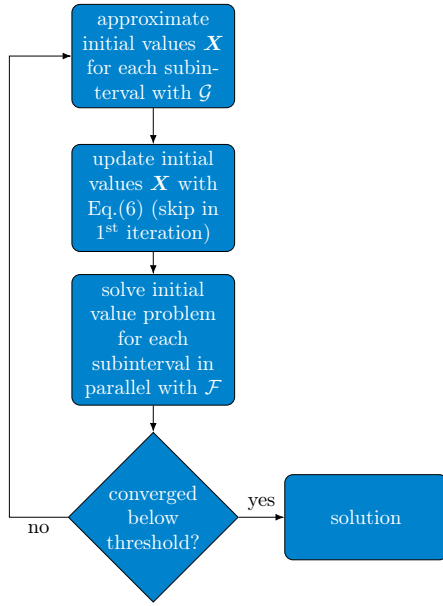 approximate
initial values X
for each subin-
terval with 𝒢
update initial
values X with
Eq.(6) (skip in
1st iteration)
solve initial
value problem
for each
subinterval in
parallel with ℱ
converged
below
threshold?
no
yes
solution